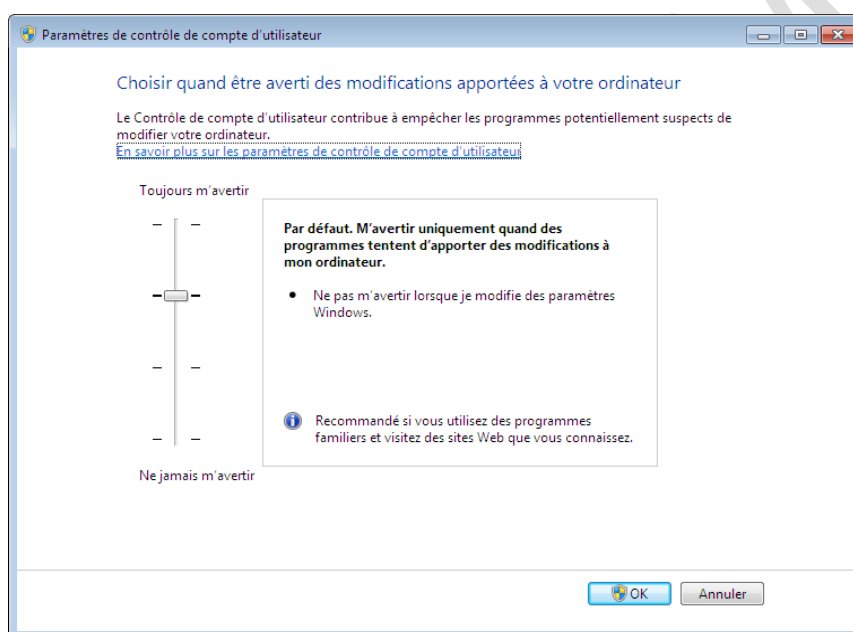 Paramètres de contrôle de compte d'utilisateur
Choisir quand être averti des modifications apportées à votre ordinateur
Le Contrôle de compte d'utilisateur contribue à empêcher les programmes potentiellement suspects de
modifier votre ordinateur.
En savoir plus sur les paramètres de contrôle de compte d'utilisateur
Toujours m'avertir
Par défaut. M'avertir uniquement quand des
programmes tentent d'apporter des modifications à
mon ordinateur.
• Ne pas m'avertir lorsque je modifie des paramètres
Windows.
Recommandé si vous utilisez des programmes
familiers et visitez des sites Web que vous connaissez.
Ne jamais m'avertir
OK
Annuler